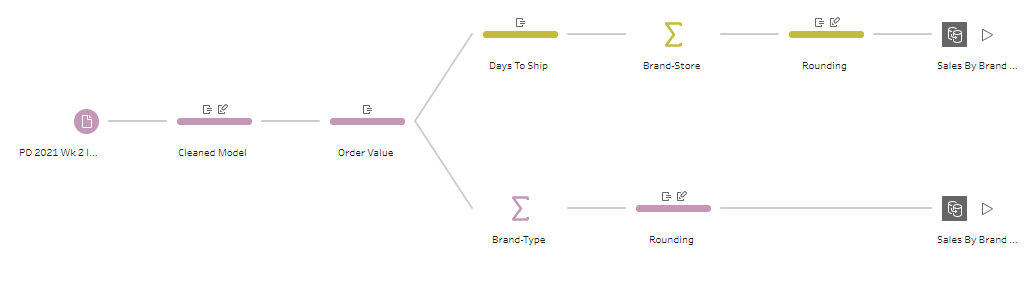 Days To Ship
Brand-Store
Rounding
Sales By Brand ...
PD 2021 Wk 2 I...
Cleaned Model
Order Value
Brand-Type
Rounding
Sales By Brand ...